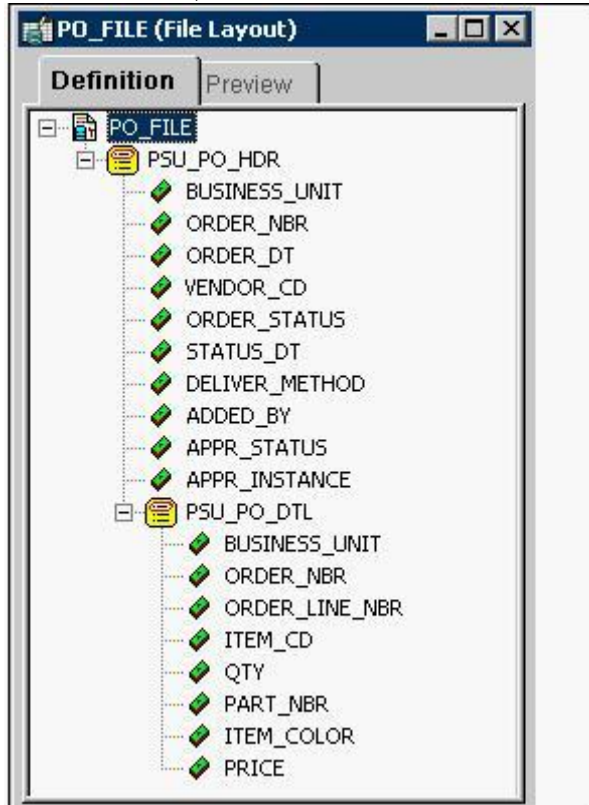 PO_FILE (File Layout)
Definition Preview
PO_FILE
PSU_PO_HDR
BUSINESS_UNIT
ORDER_NBR
ORDER_DT
VENDOR_CD
ORDER_STATUS
STATUS_DT
DELIVER_METHOD
ADDED_BY
APPR_STATUS
APPR_INSTANCE
PSU_PO_DTL
BUSINESS_UNIT
ORDER_NBR
ORDER_LINE_NBR
ITEM_CD
QTY
PART_NBR
ITEM_COLOR
PRICE